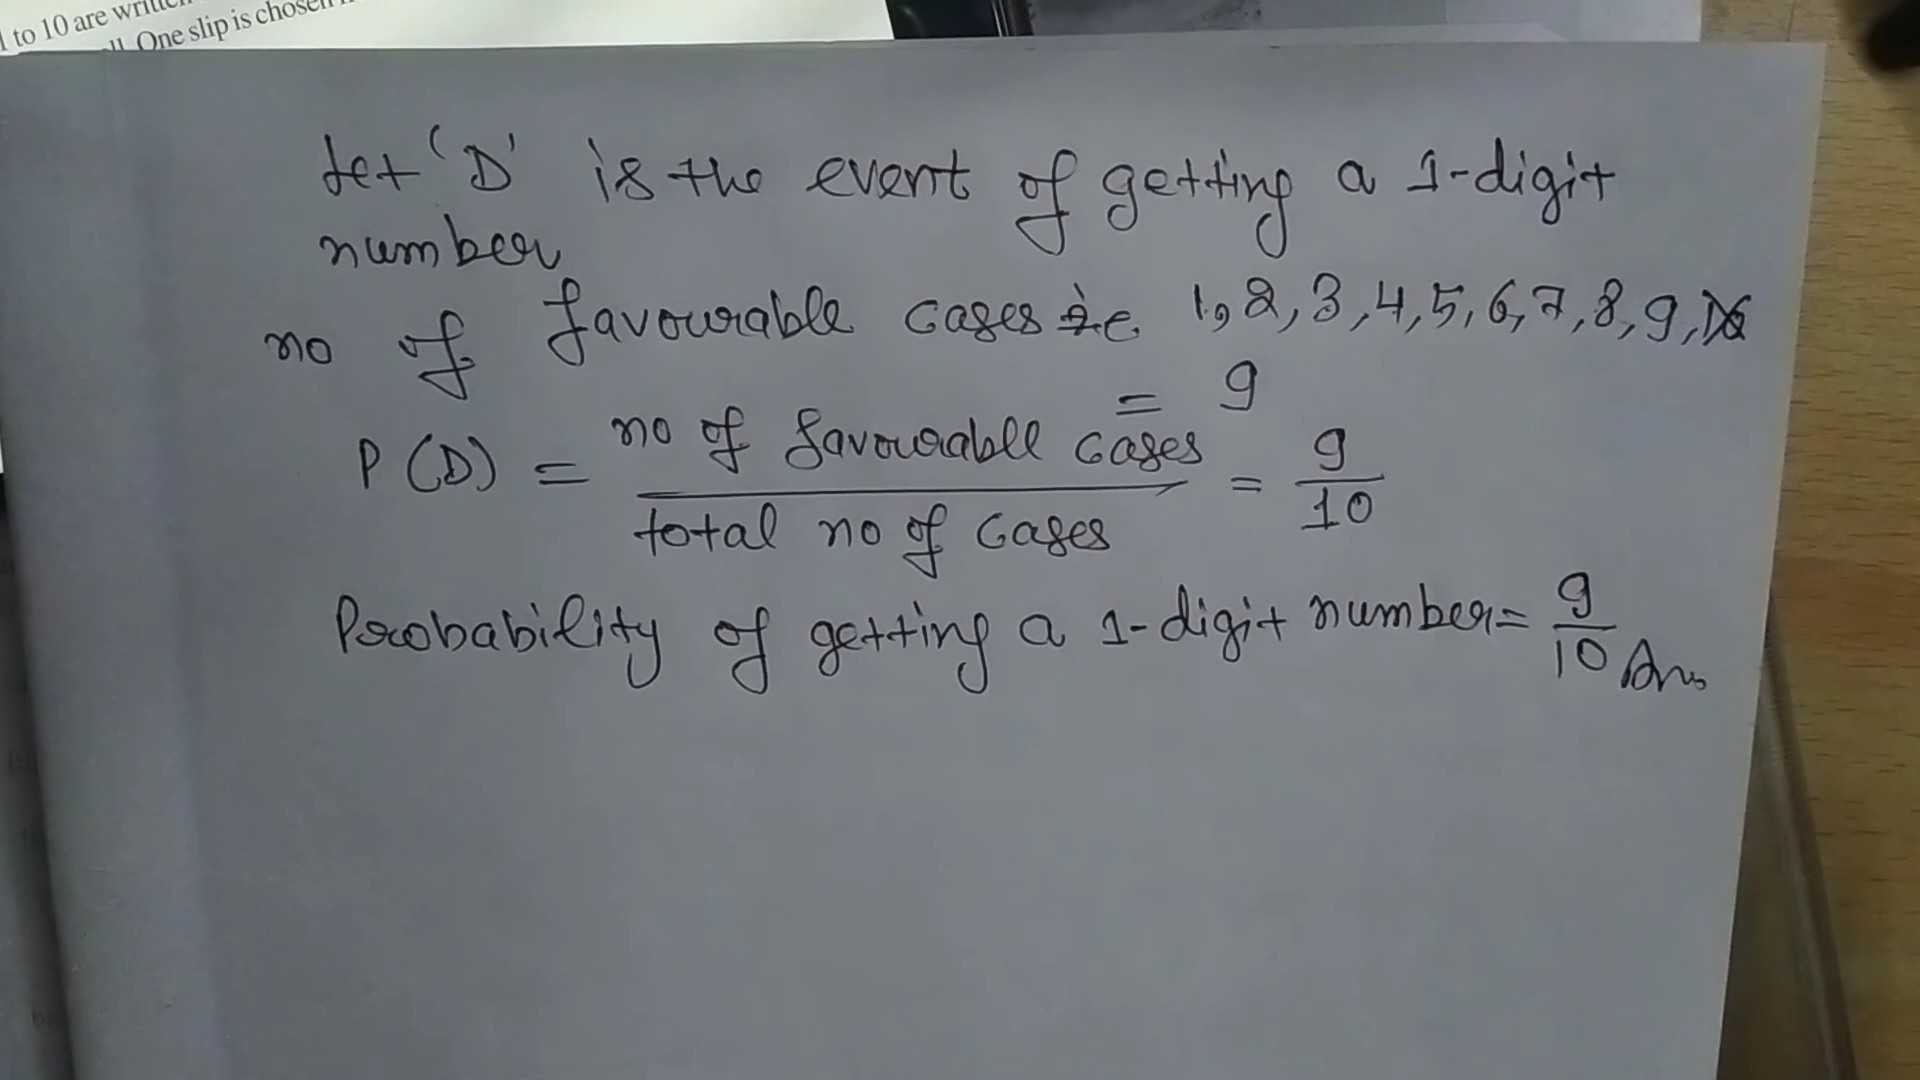 1 to 10 are written
One slip is chosen
Let 'D' is the event of getting a 1-digit
number
no of favourable cases i.e 1, 2, 3, 4, 5, 6, 7, 8, 9,
= 9
P (D) = no of favourable cases / total no of cases = 9/10
Probability of getting a 1-digit number = 9/10 Ans